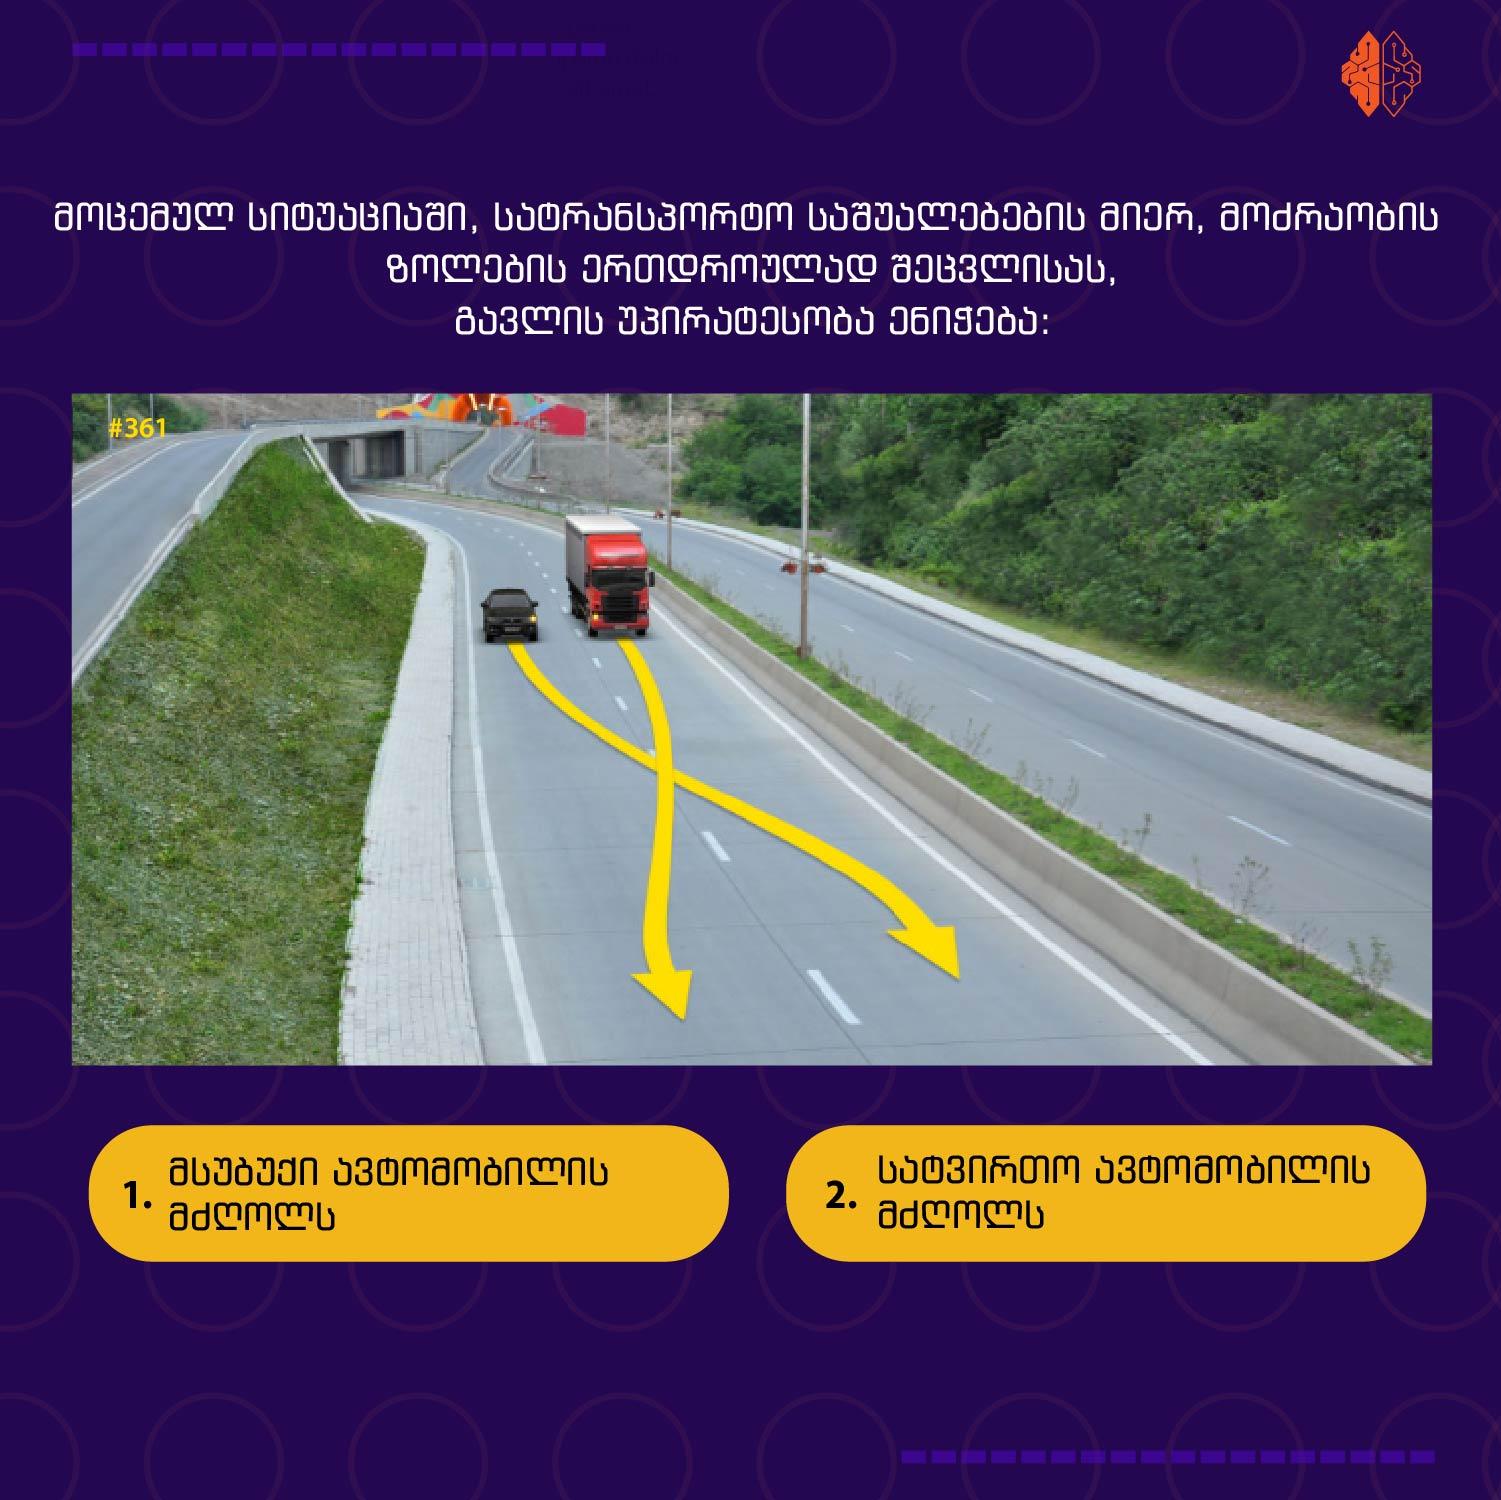 მოცემულ სიტუაციაში, სატრანსპორტო საშუალებების მიერ, მოძრაობის
ზოლების ერთდროულად შეცვლისას,
გავლის უპირატესობა ენიჭება:
#361
1. მსუბუქი ავტომობილის
მძღოლს
2. სატვირთო ავტომობილის
მძღოლს